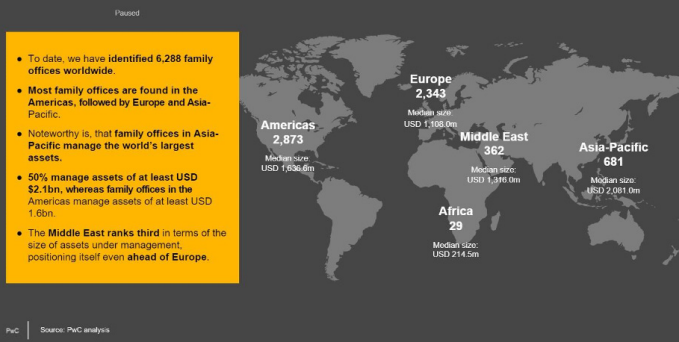 Paused
• To date, we have identified 6,288 family
offices worldwide.
• Most family offices are found in the
Americas, followed by Europe and Asia-
Pacific.
• Noteworthy is, that family offices in Asia-
Pacific manage the world's largest
assets.
• 50% manage assets of at least USD
$2.1bn, whereas family offices in the
Americas manage assets of at least USD
1.6bn.
• The Middle East ranks third in terms of the
size of assets under management,
positioning itself even ahead of Europe.
Americas
2,873
Median size:
USD 1,636.6m
Europe
2,343
Median size:
USD 1,108.0m
Middle East
362
Median size:
USD 1,316.0m
Asia-Pacific
681
Median size:
USD 2,081.0m
Africa
29
Median size:
USD 214.5m
PwC
Source: PwC analysis